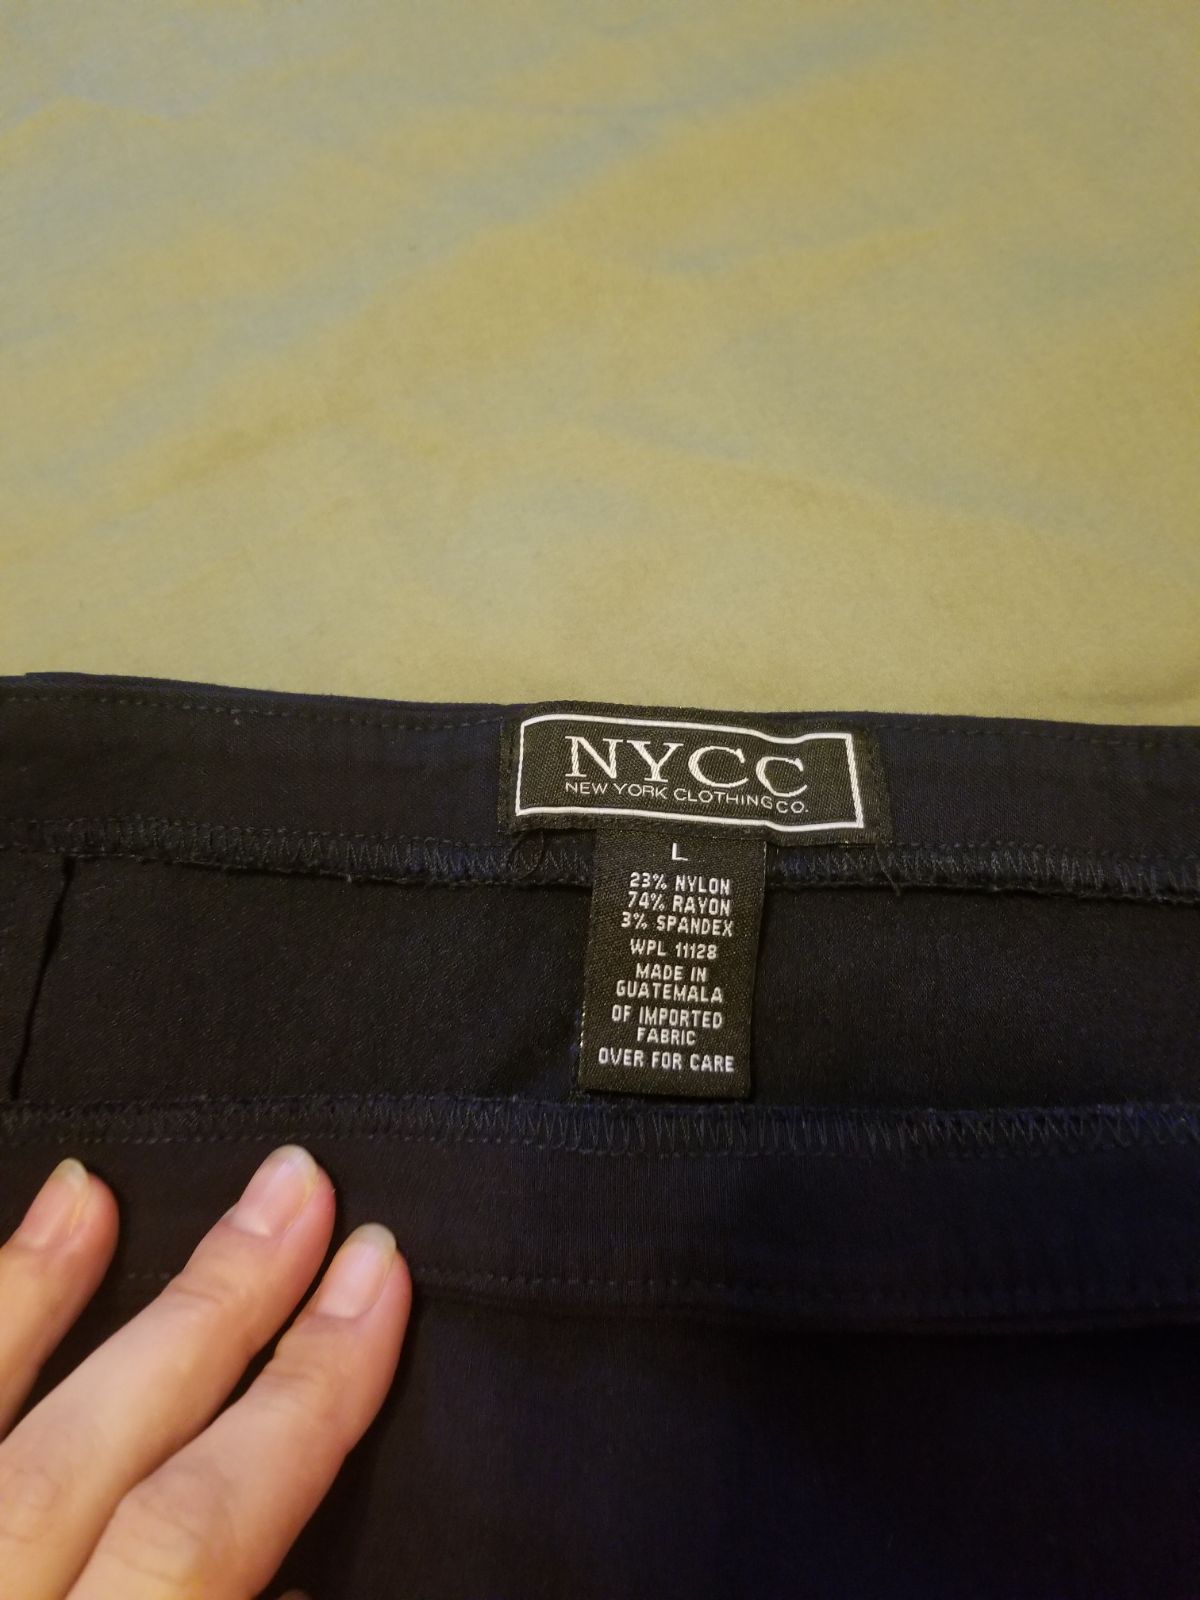 NYCC
NEW YORK CLOTHING CO.
L
23% NYLON
74% RAYON
3% SPANDEX
WPL 11128
MADE IN
GUATEMALA
OF IMPORTED
FABRIC
OVER FOR CARE